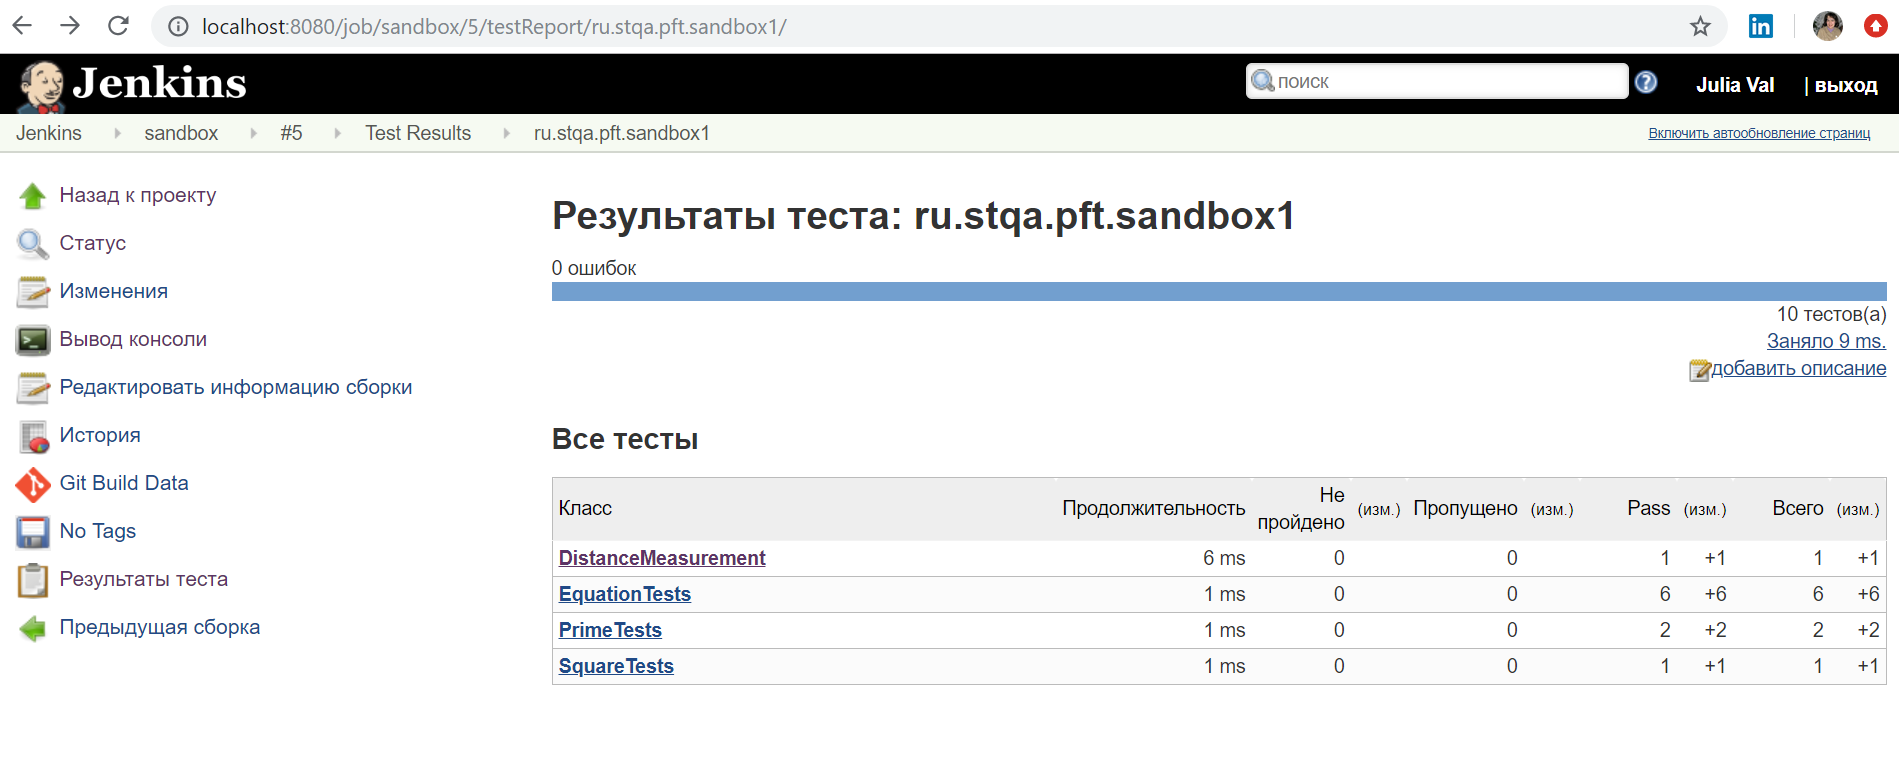 localhost:8080/job/sandbox/5/testReport/ru.stqa.pft.sandbox1/
in
Jenkins
поиск
?
Julia Val
| выход
Jenkins
sandbox
#5
Test Results
ru.stqa.pft.sandbox1
Включить автообновление страниц
Назад к проекту
Статус
Изменения
Вывод консоли
Редактировать информацию сборки
История
Git Build Data
No Tags
Результаты теста
Предыдущая сборка
Результаты теста: ru.stqa.pft.sandbox1
0 ошибок
10 тестов(а)
Заняло 9 ms.
добавить описание
Все тесты
Класс Продолжительность Не пройдено (изм.) Пропущено (изм.) Pass (изм.) Всего (изм.)
DistanceMeasurement 6 ms 0 0 1 +1 1 +1
EquationTests 1 ms 0 0 6 +6 6 +6
PrimeTests 1 ms 0 0 2 +2 2 +2
SquareTests 1 ms 0 0 1 +1 1 +1